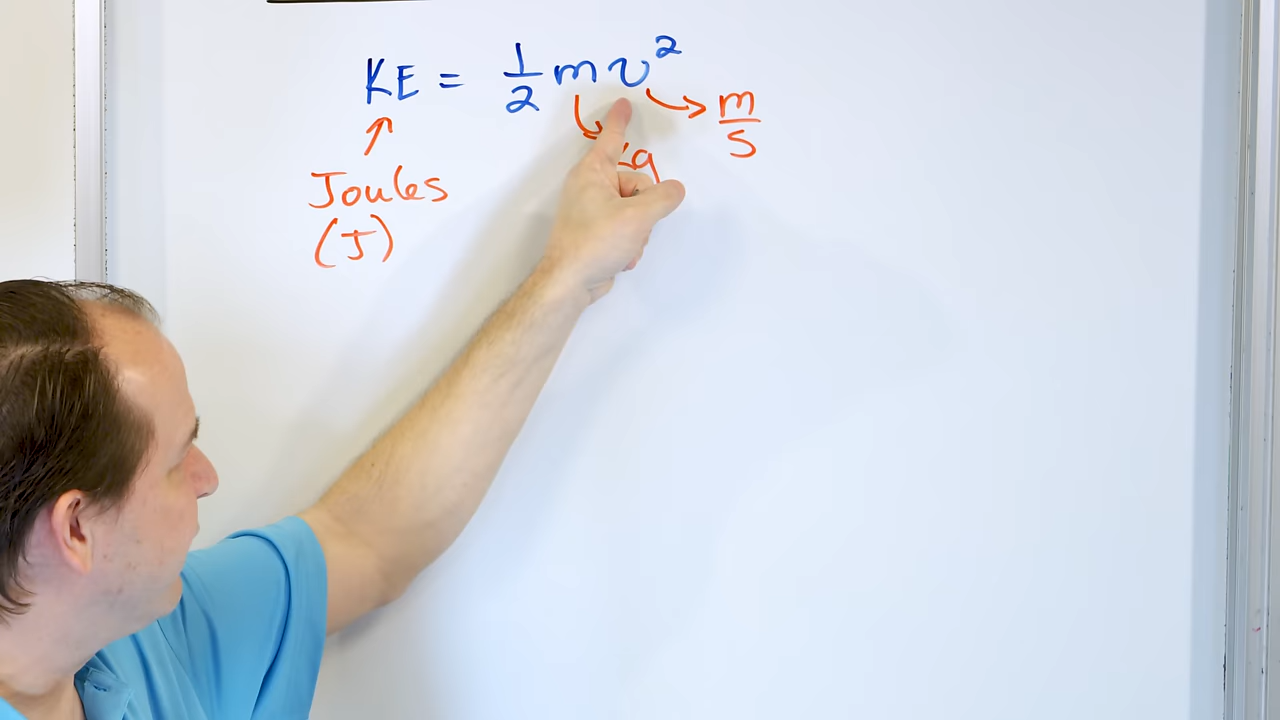 KE = 1/2 mv²
m/s
kg
Joules
(J)